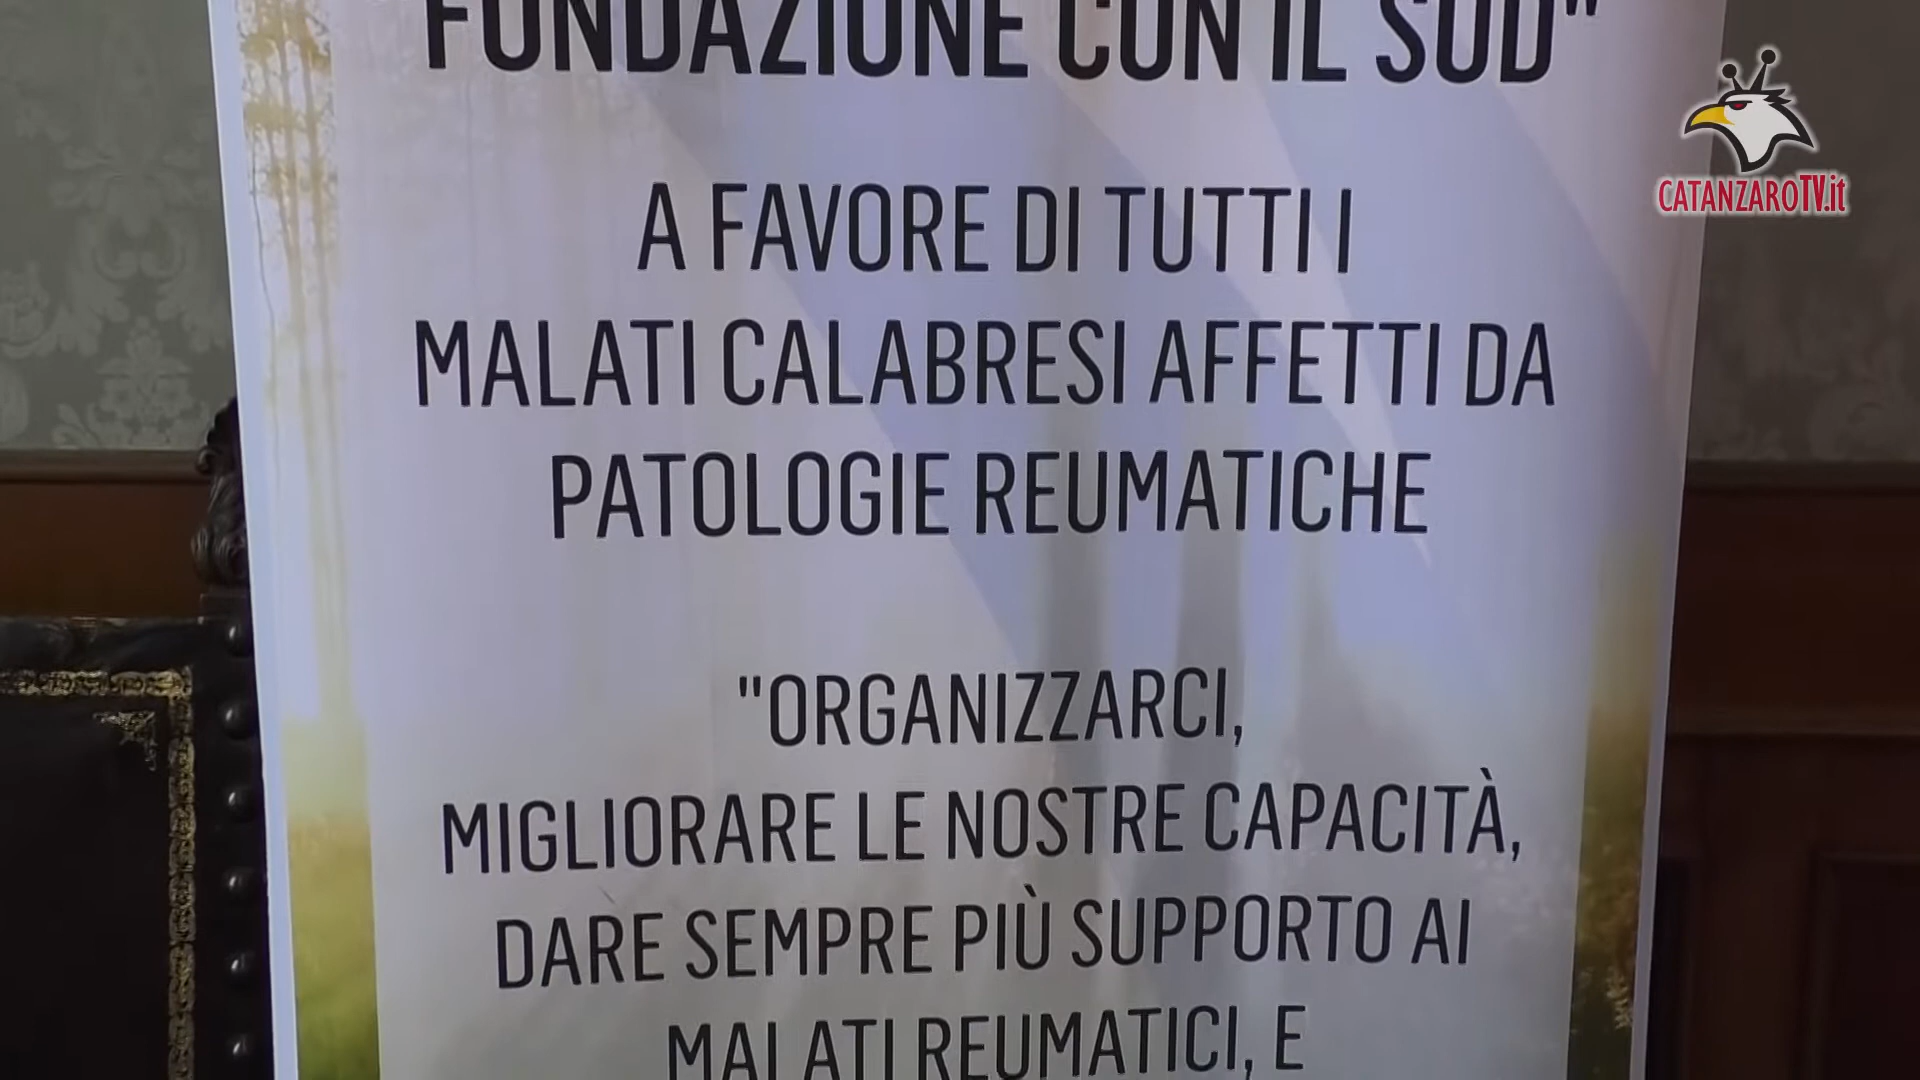 FONDAZIONE CON IL SUD"
CATANZAROTV.it
A FAVORE DI TUTTI I
MALATI CALABRESI AFFETTI DA
PATOLOGIE REUMATICHE
"ORGANIZZARCI,
MIGLIORARE LE NOSTRE CAPACITÀ,
DARE SEMPRE PIÙ SUPPORTO AI
MALATI REUMATICI, E